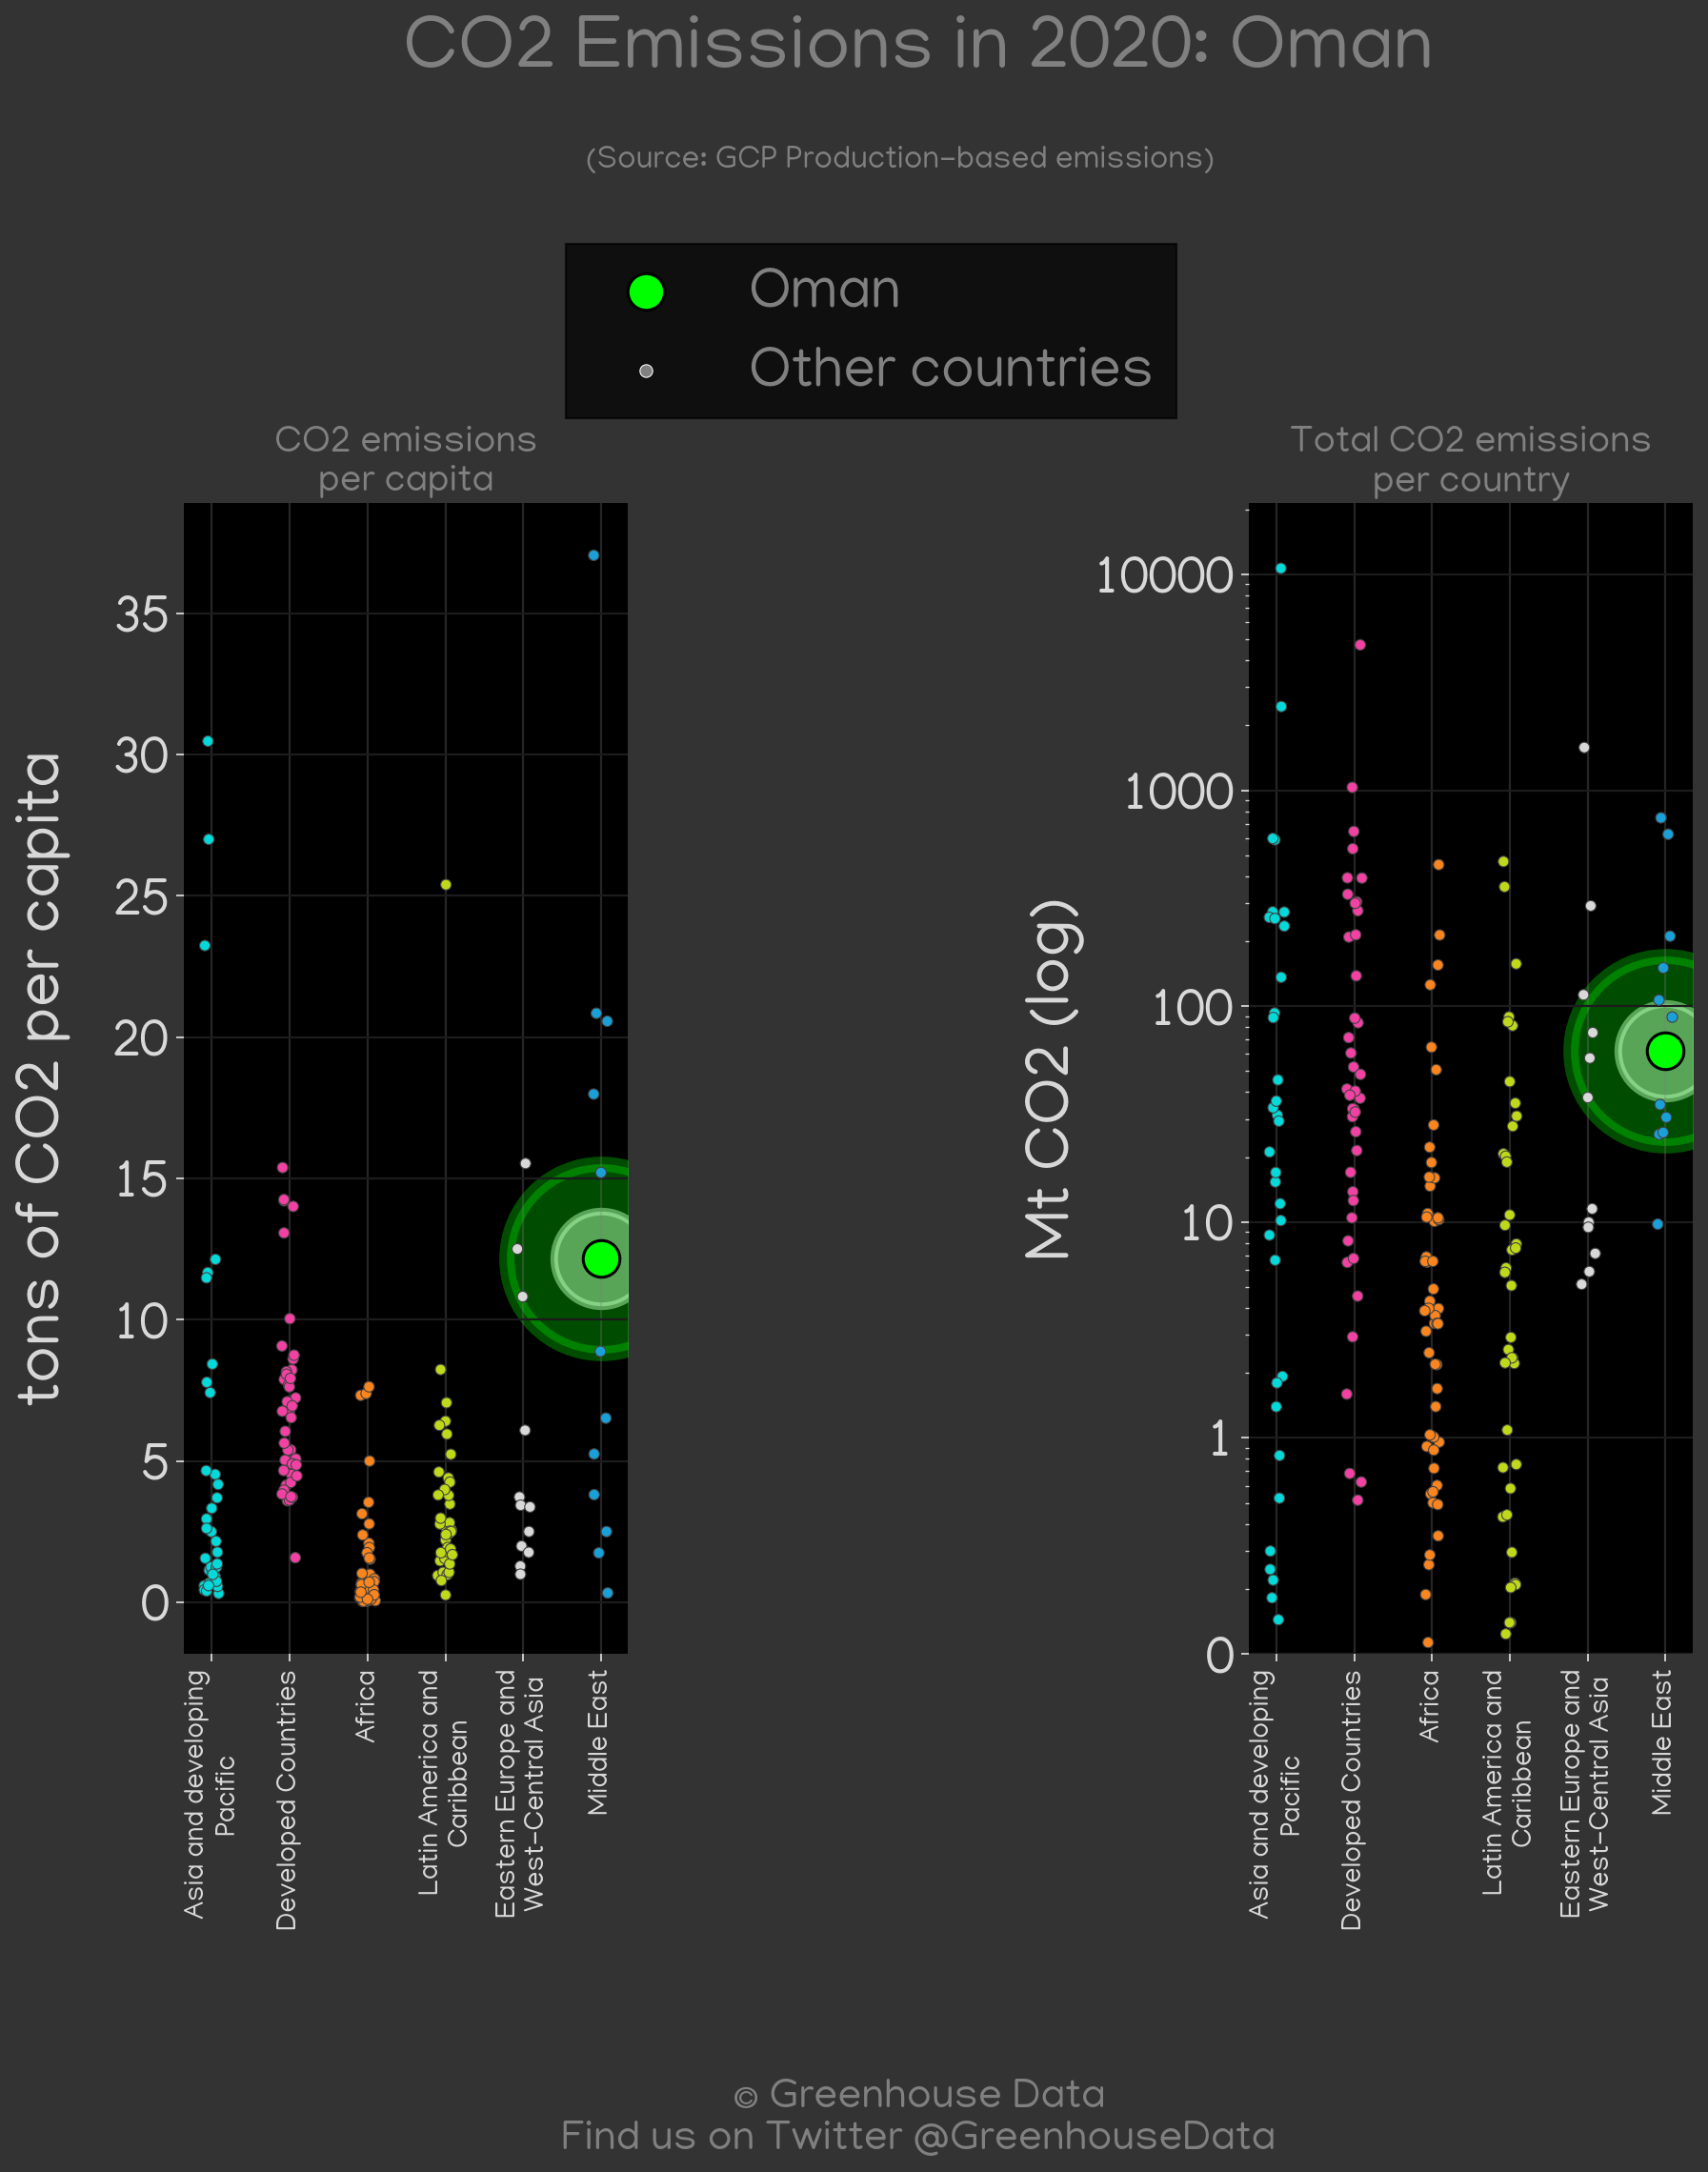 CO2 Emissions in 2020: Oman
(Source: GCP Production-based emissions)
Oman
Other countries
CO2 emissions
per capita
tons of CO2 per capita
35
30
25
20
15
10
5
0
Asia and developing
Pacific
Developed Countries
Africa
Latin America and
Caribbean
Eastern Europe and
West-Central Asia
Middle East
Total CO2 emissions
per country
Mt CO2 (log)
10000
1000
100
10
1
0
Asia and developing
Pacific
Developed Countries
Africa
Latin America and
Caribbean
Eastern Europe and
West-Central Asia
Middle East
© Greenhouse Data
Find us on Twitter @GreenhouseData